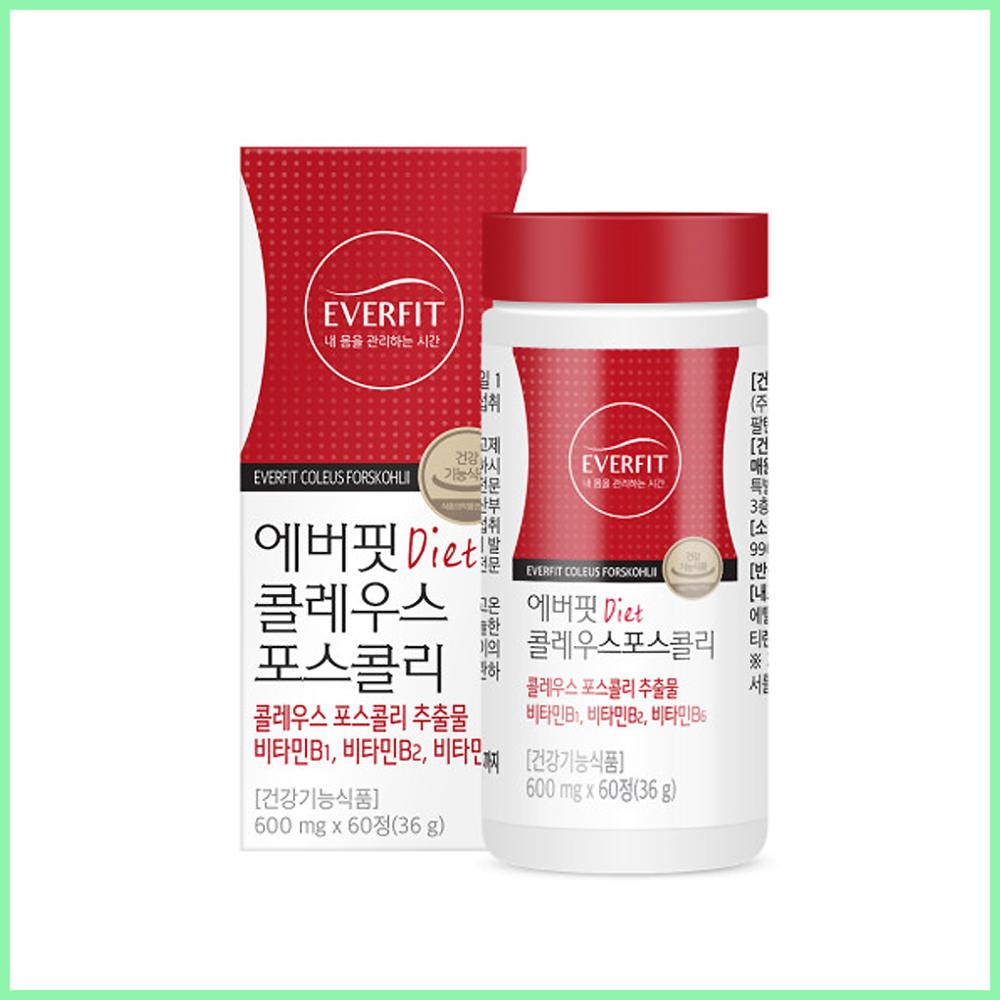 EVERFIT
내 몸을 관리하는 시간
EVERFIT COLEUS FORSKOHLII
건강
기능식품
에버핏 Diet
콜레우스
포스콜리
콜레우스 포스콜리 추출물
비타민B1, 비타민B2, 비타민
[건강기능식품]
600 mg x 60정(36 g)
일 1
섭취
고제
하시
전문
산부
섭취
발
전문
고온
이의
관하
까지
EVERFIT
내 몸을 관리하는 시간
EVERFIT COLEUS FORSKOHLII
건강
기능식품
에버핏 Diet
콜레우스포스콜리
콜레우스 포스콜리 추출물
비타민B1, 비타민B2, 비타민B6
[건강기능식품]
600 mg x 60정(36 g)
[건
(주
팔탄
[건
매원
특별
3층
[소
990
[반
[내
에틸
티렌
※
서울